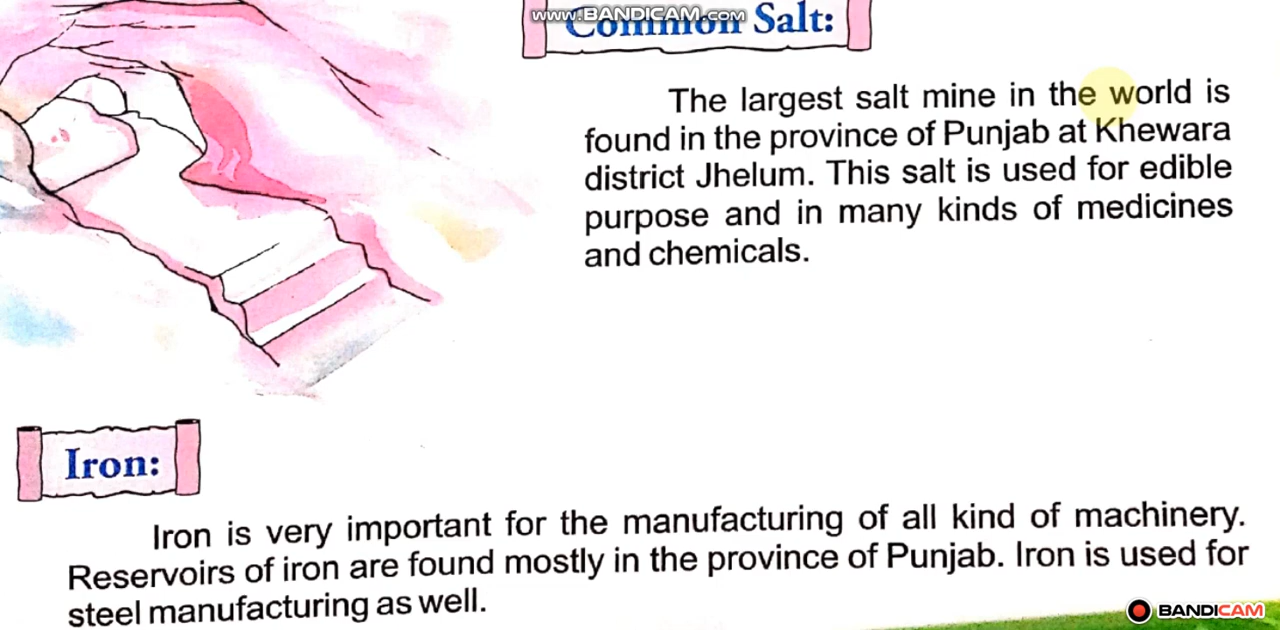 www.BANDICAM.com
Common Salt:
The largest salt mine in the world is
found in the province of Punjab at Khewara
district Jhelum. This salt is used for edible
purpose and in many kinds of medicines
and chemicals.
Iron:
Iron is very important for the manufacturing of all kind of machinery.
Reservoirs of iron are found mostly in the province of Punjab. Iron is used for
steel manufacturing as well.
BANDICAM